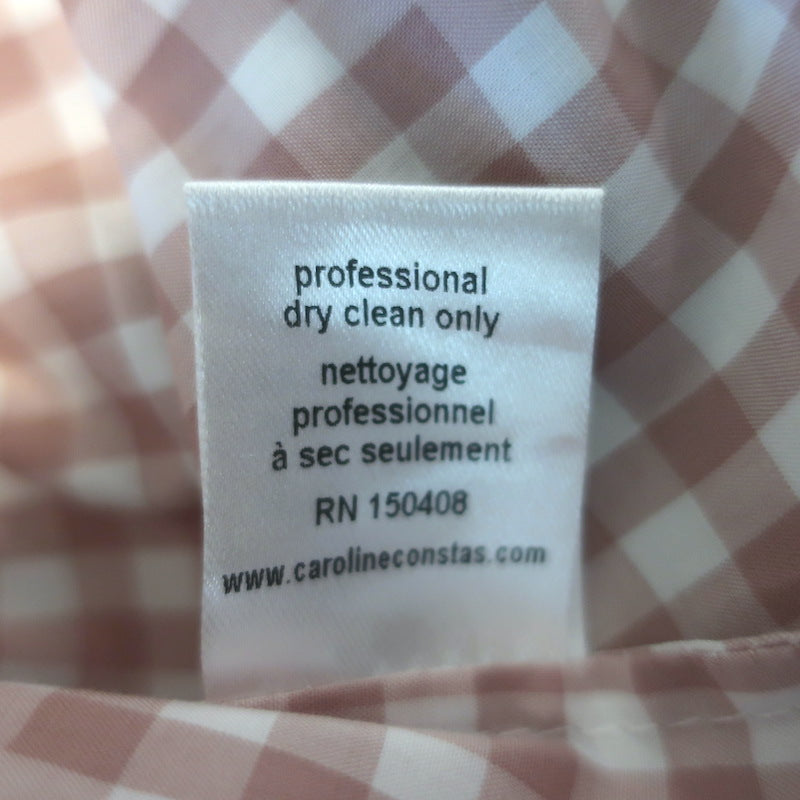 professional
dry clean only
nettoyage
professionnel
à sec seulement
RN 150408
www.carolineconstas.com